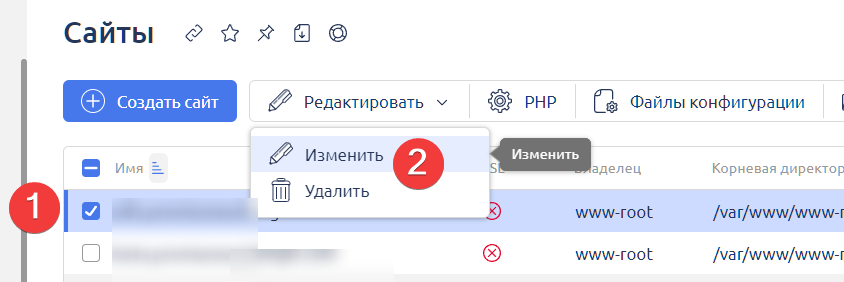 Сайты
Создать сайт Редактировать PHP Файлы конфигурации
Изменить 2 Изменить
Имя Владелец Корневая директор
Удалить
1 www-root /var/www/www-r
www-root /var/www/www-r